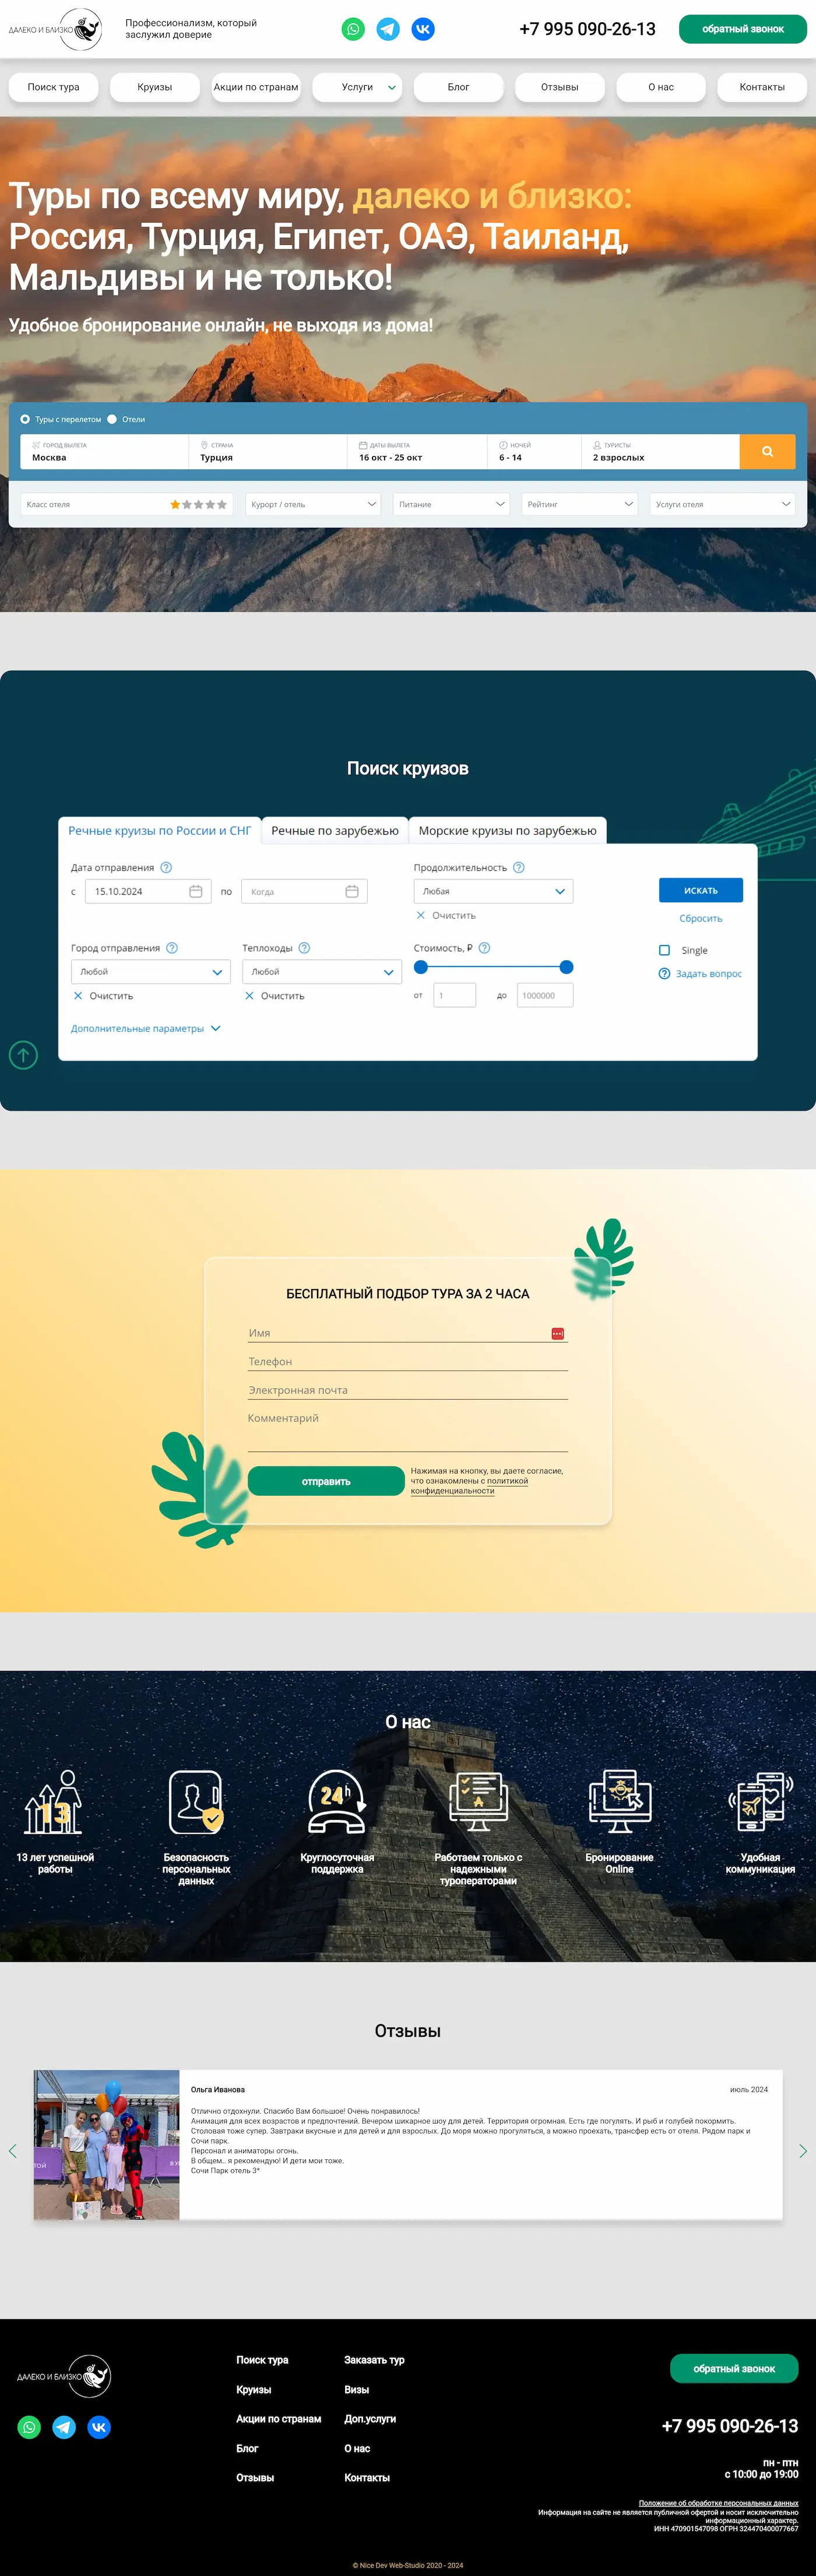 ДАЛЕКО И БЛИЗКО
Профессионализм, который
заслужил доверие
+7 995 090-26-13
обратный звонок
Поиск тура
Круизы
Акции по странам
Услуги
Блог
Отзывы
О нас
Контакты
Туры по всему миру, далеко и близко:
Россия, Турция, Египет, ОАЭ, Таиланд,
Мальдивы и не только!
Удобное бронирование онлайн, не выходя из дома!
Туры с перелетом
Отели
ГОРОД ВЫЛЕТА
Москва
СТРАНА
Турция
ДАТЫ ВЫЛЕТА
16 окт - 25 окт
НОЧЕЙ
6 - 14
ТУРИСТЫ
2 взрослых
Класс отеля
Курорт / отель
Питание
Рейтинг
Услуги отеля
Поиск круизов
Речные круизы по России и СНГ
Речные по зарубежью
Морские круизы по зарубежью
Дата отправления
с 15.10.2024 по Когда
Продолжительность
Любая
Очистить
ИСКАТЬ
Сбросить
Город отправления
Любой
Очистить
Теплоходы
Любой
Очистить
Стоимость, ₽
от 1 до 1000000
Single
Задать вопрос
Дополнительные параметры
БЕСПЛАТНЫЙ ПОДБОР ТУРА ЗА 2 ЧАСА
Имя
Телефон
Электронная почта
Комментарий
отправить
Нажимая на кнопку, вы даете согласие,
что ознакомлены с политикой
конфиденциальности
О нас
13
24h
13 лет успешной
работы
Безопасность
персональных
данных
Круглосуточная
поддержка
Работаем только с
надежными
туроператорами
Бронирование
Online
Удобная
коммуникация
Отзывы
Ольга Иванова
июль 2024
Отлично отдохнули. Спасибо Вам большое! Очень понравилось!
Анимация для всех возрастов и предпочтений. Вечером шикарное шоу для детей. Территория огромная. Есть где погулять. И рыб и голубей покормить.
Столовая тоже супер. Завтраки вкусные и для детей и для взрослых. До моря можно прогуляться, а можно проехать, трансфер есть от отеля. Рядом парк и
Сочи парк.
Персонал и аниматоры огонь.
В общем.. я рекомендую! И дети мои тоже.
Сочи Парк отель 3*
ДАЛЕКО И БЛИЗКО
Поиск тура
Круизы
Акции по странам
Блог
Отзывы
Заказать тур
Визы
Доп.услуги
О нас
Контакты
обратный звонок
+7 995 090-26-13
пн - птн
с 10:00 до 19:00
Положение об обработке персональных данных
Информация на сайте не является публичной офертой и носит исключительно
информационный характер.
ИНН 470901547098 ОГРН 324470400077667
© Nice Dev Web-Studio 2020 - 2024